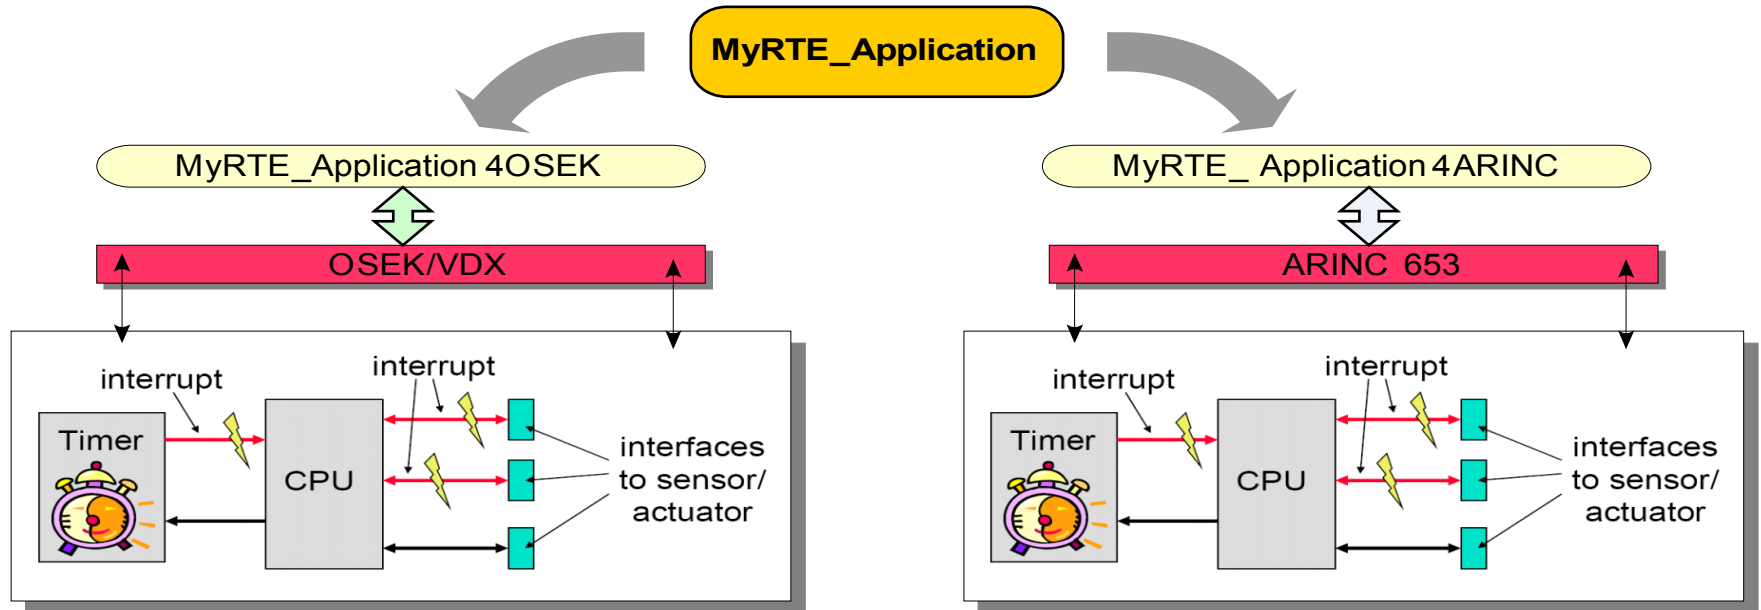 MyRTE_Application
MyRTE_Application 4OSEK
OSEK/VDX
interrupt
interrupt
Timer
CPU
interfaces
to sensor/
actuator
MyRTE_ Application 4ARINC
ARINC 653
interrupt
interrupt
Timer
CPU
interfaces
to sensor/
actuator